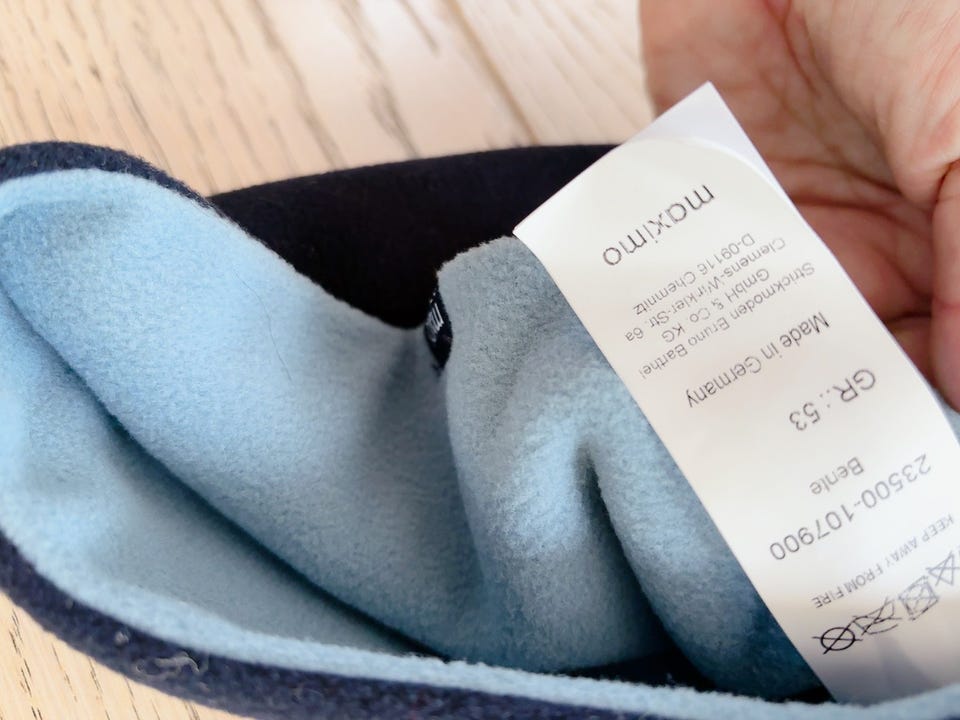 KEEP AWAY FROM FIRE
23500-107900
Bente
GR.: 53
Made in Germany
Strickmoden Bruno Barthel
GmbH & Co. KG
Clemens-Winkler-Str. 6a
D-09116 Chemnitz
maximo